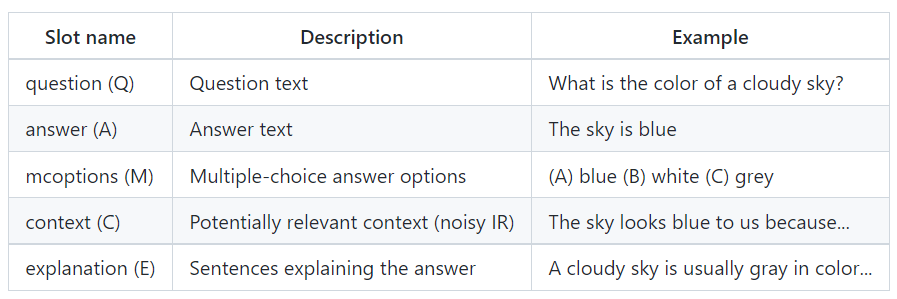 Slot name Description Example
question (Q) Question text What is the color of a cloudy sky?
answer (A) Answer text The sky is blue
mcoptions (M) Multiple-choice answer options (A) blue (B) white (C) grey
context (C) Potentially relevant context (noisy IR) The sky looks blue to us because...
explanation (E) Sentences explaining the answer A cloudy sky is usually gray in color...